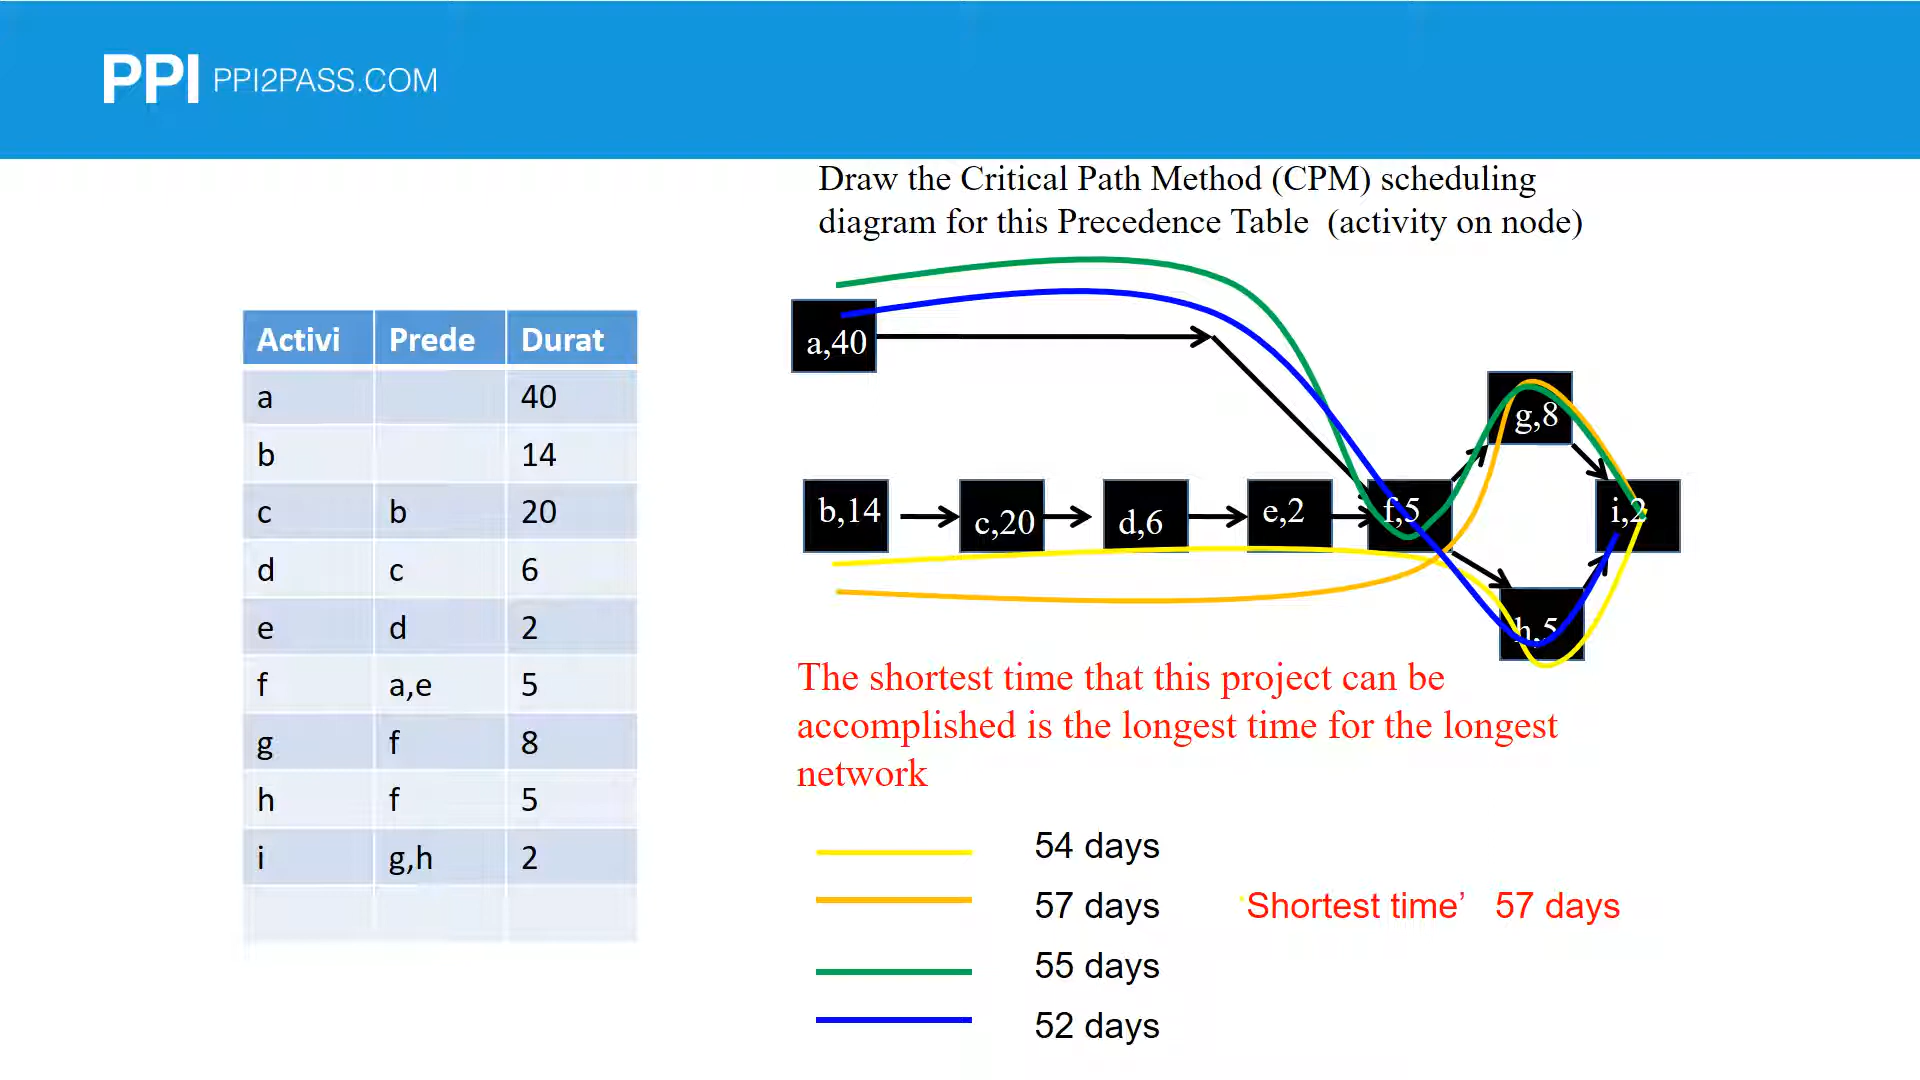 PPI PPI2PASS.COM
Draw the Critical Path Method (CPM) scheduling
diagram for this Precedence Table (activity on node)
Activi Prede Durat
a 40
b 14
c b 20
d c 6
e d 2
f a,e 5
g f 8
h f 5
i g,h 2
a,40
g,8
b,14
c,20
d,6
e,2
f,5
i,2
h,5
The shortest time that this project can be
accomplished is the longest time for the longest
network
54 days
57 days 'Shortest time’ 57 days
55 days
52 days